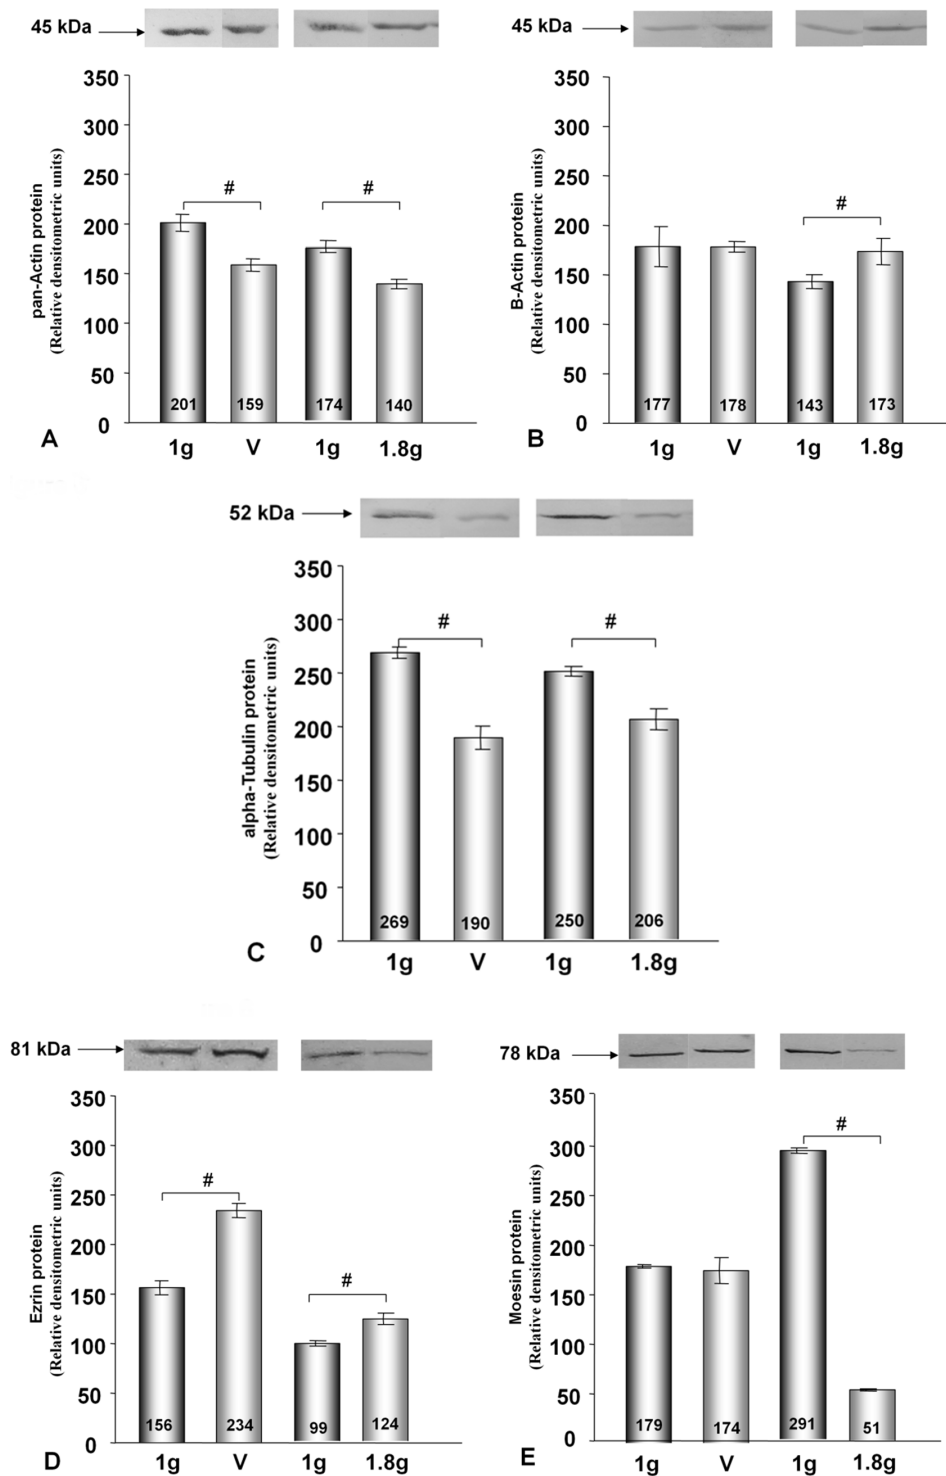 45 kDa
pan-Actin protein
(Relative densitometric units)
350
300
250
200
150
100
50
0
#
#
201
159
174
140
A
1g
V
1g
1.8g
45 kDa
B-Actin protein
(Relative densitometric units)
350
300
250
200
150
100
50
0
#
177
178
143
173
B
1g
V
1g
1.8g
52 kDa
alpha-Tubulin protein
(Relative densitometric units)
350
300
250
200
150
100
50
0
#
#
269
190
250
206
C
1g
V
1g
1.8g
81 kDa
Ezrin protein
(Relative densitometric units)
350
300
250
200
150
100
50
0
#
#
156
234
99
124
D
1g
V
1g
1.8g
78 kDa
Moesin protein
(Relative densitometric units)
350
300
250
200
150
100
50
0
#
179
174
291
51
E
1g
V
1g
1.8g